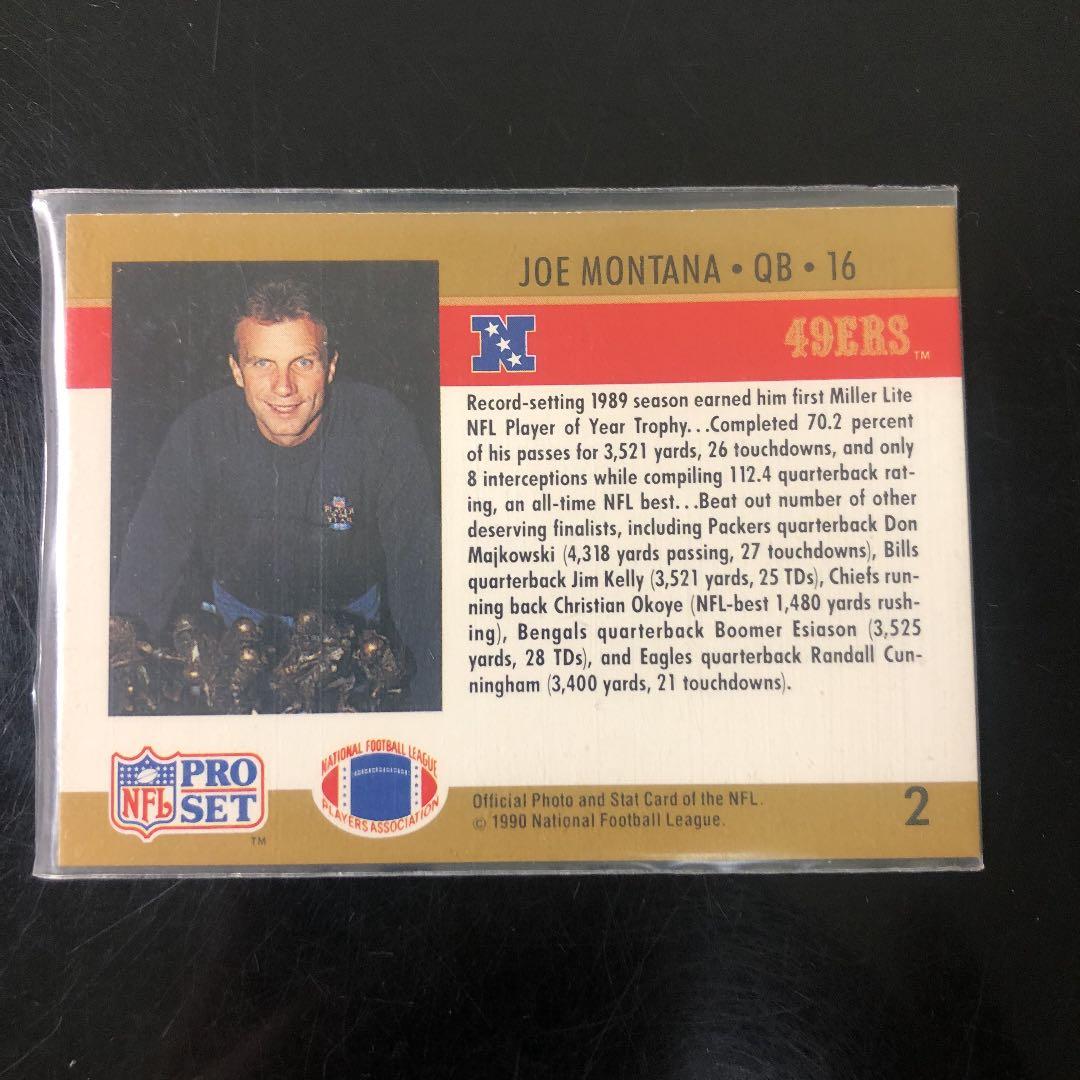 JOE MONTANA • QB • 16
N
49ERS™
Record-setting 1989 season earned him first Miller Lite
NFL Player of Year Trophy...Completed 70.2 percent
of his passes for 3,521 yards, 26 touchdowns, and only
8 interceptions while compiling 112.4 quarterback rat-
ing, an all-time NFL best...Beat out number of other
deserving finalists, including Packers quarterback Don
Majkowski (4,318 yards passing, 27 touchdowns), Bills
quarterback Jim Kelly (3,521 yards, 25 TDs), Chiefs run-
ning back Christian Okoye (NFL-best 1,480 yards rush-
ing), Bengals quarterback Boomer Esiason (3,525
yards, 28 TDs), and Eagles quarterback Randall Cun-
ningham (3,400 yards, 21 touchdowns).
NFL
PRO
SET
™
NATIONAL FOOTBALL LEAGUE
PLAYERS ASSOCIATION
Official Photo and Stat Card of the NFL.
© 1990 National Football League.
2